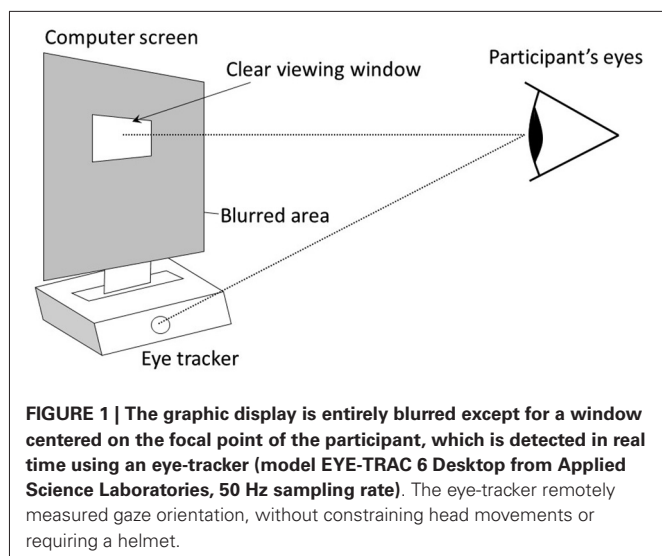 Computer screen
Clear viewing window
Participant's eyes
Blurred area
Eye tracker
FIGURE 1 | The graphic display is entirely blurred except for a window
centered on the focal point of the participant, which is detected in real
time using an eye-tracker (model EYE-TRAC 6 Desktop from Applied
Science Laboratories, 50 Hz sampling rate). The eye-tracker remotely
measured gaze orientation, without constraining head movements or
requiring a helmet.